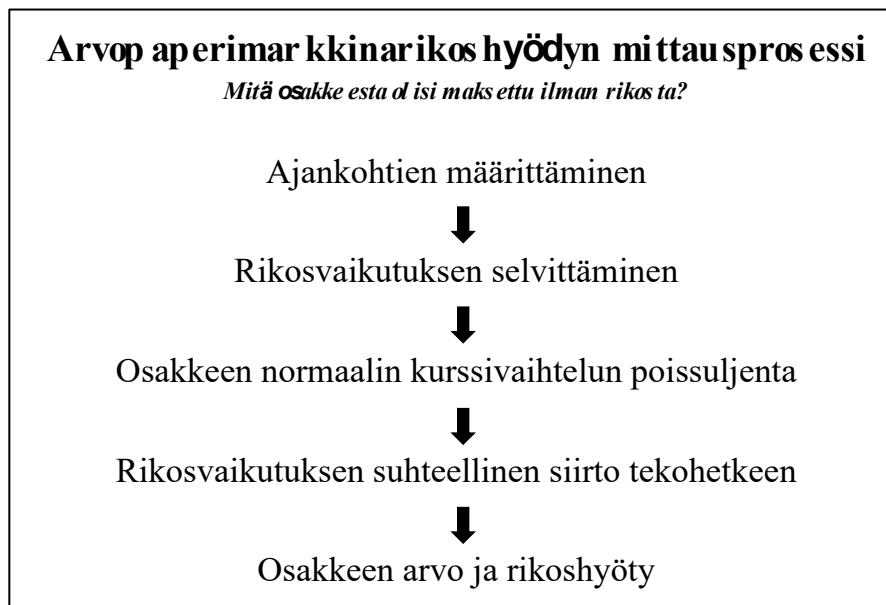 Arvopaperimarkkinarikoshyödyn mittausprosessi
Mitä osakkeesta olisi maksettu ilman rikosta?
Ajankohtien määrittäminen
Rikosvaikutuksen selvittäminen
Osakkeen normaalin kurssivaihtelun poissuljenta
Rikosvaikutuksen suhteellinen siirto tekohetkeen
Osakkeen arvo ja rikoshyöty